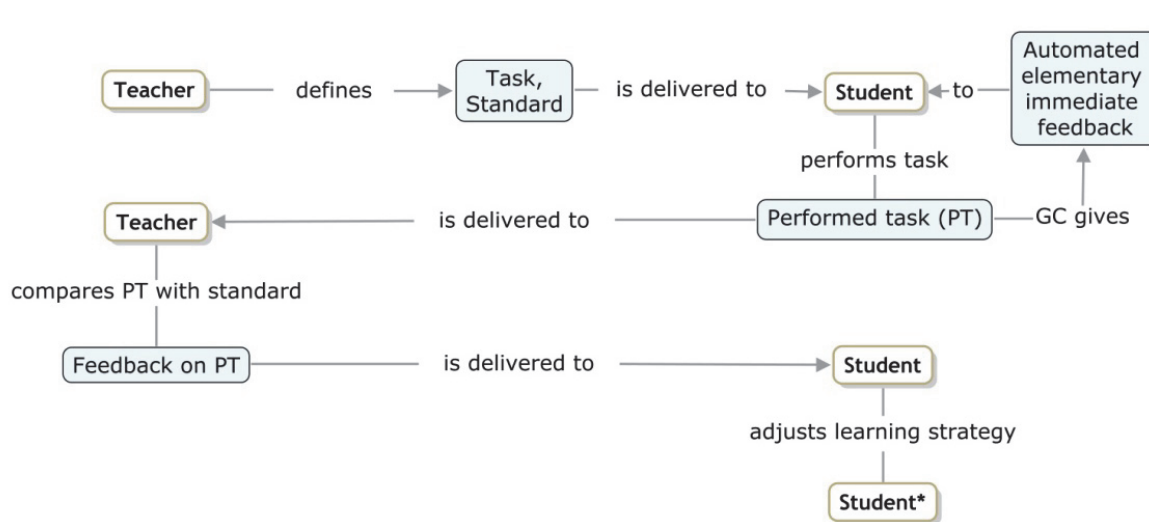 Teacher
defines
Task,
Standard
is delivered to
Student
to
Automated
elementary
immediate
feedback
performs task
Teacher
is delivered to
Performed task (PT)
GC gives
compares PT with standard
Feedback on PT
is delivered to
Student
adjusts learning strategy
Student*